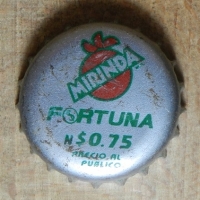 MIRINDA
FORTUNA
N$0.75
PRECIO AL
PUBLICO